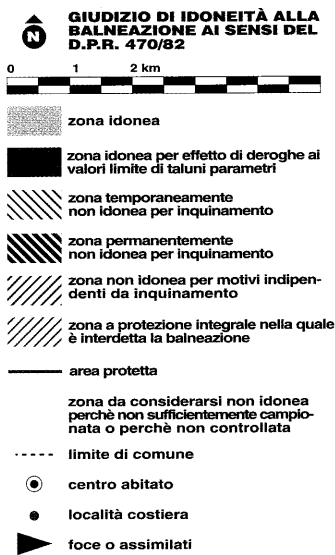 GIUDIZIO DI IDONEITÀ ALLA
BALNEAZIONE AI SENSI DEL
D.P.R. 470/82
N
0 1 2 km
zona idonea
zona idonea per effetto di deroghe ai
valori limite di taluni parametri
zona temporaneamente
non idonea per inquinamento
zona permanentemente
non idonea per inquinamento
zona non idonea per motivi indipen-
denti da inquinamento
zona a protezione integrale nella quale
è interdetta la balneazione
area protetta
zona da considerarsi non idonea
perchè non sufficientemente campio-
nata o perchè non controllata
limite di comune
centro abitato
località costiera
foce o assimilati